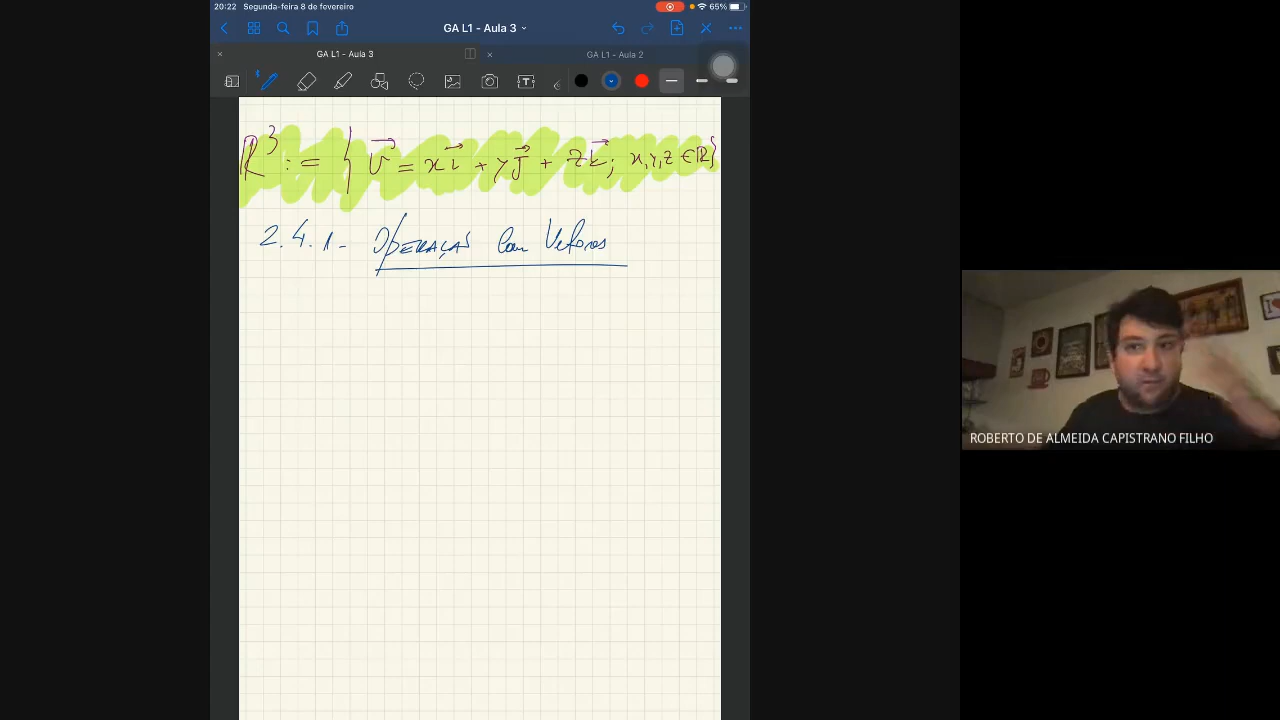 20:22 Segunda-feira 8 de fevereiro 65%
GA L1 - Aula 3
GA L1 - Aula 3 GA L1 - Aula 2
T
ℝ³ := { v⃗ = xi⃗ + yj⃗ + zk⃗; x,y,z ∈ ℝ}
2.4.1- Operações com Vetores
ROBERTO DE ALMEIDA CAPISTRANO FILHO